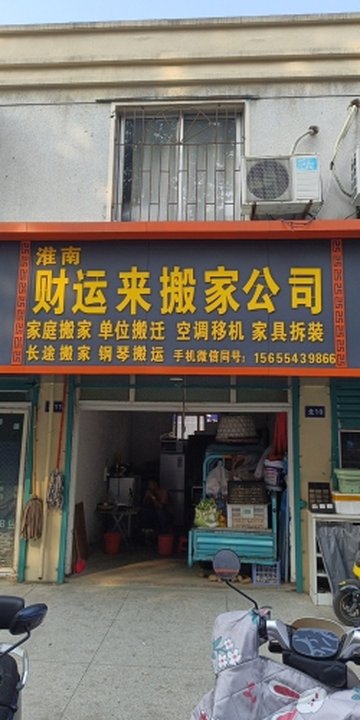 淮南
财运来搬家公司
家庭搬家 单位搬迁 空调移机 家具拆装
长途搬家 钢琴搬运 手机微信同号：15655439866